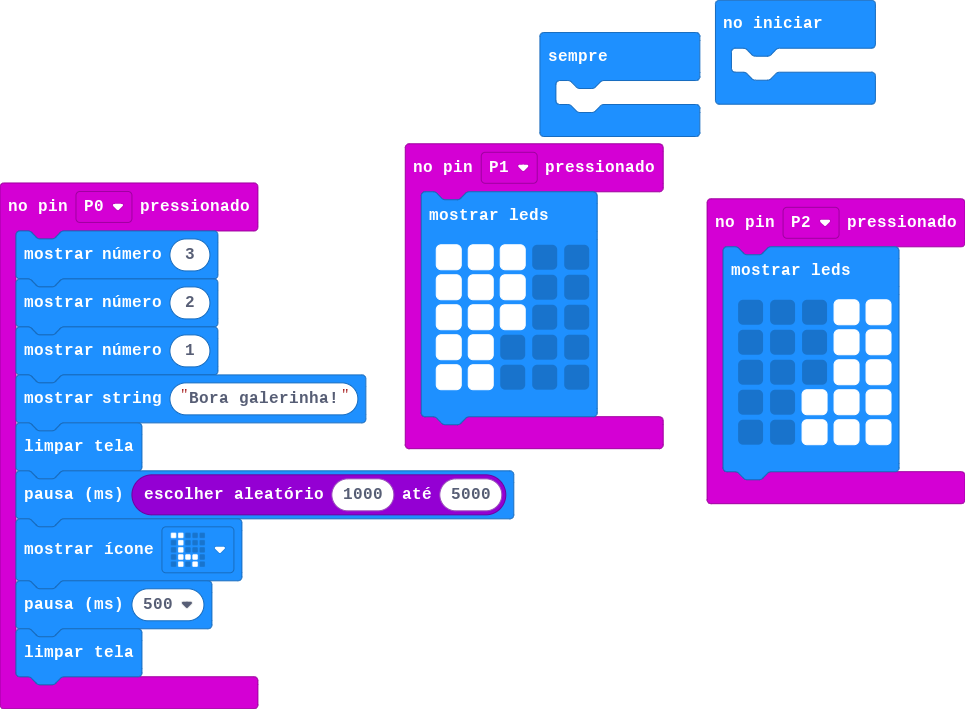 no iniciar
sempre
no pin P1 pressionado
mostrar leds
no pin P0 pressionado
mostrar número 3
mostrar número 2
mostrar número 1
mostrar string "Bora galerinha!"
limpar tela
pausa (ms) escolher aleatório 1000 até 5000
mostrar ícone
pausa (ms) 500
limpar tela
no pin P2 pressionado
mostrar leds